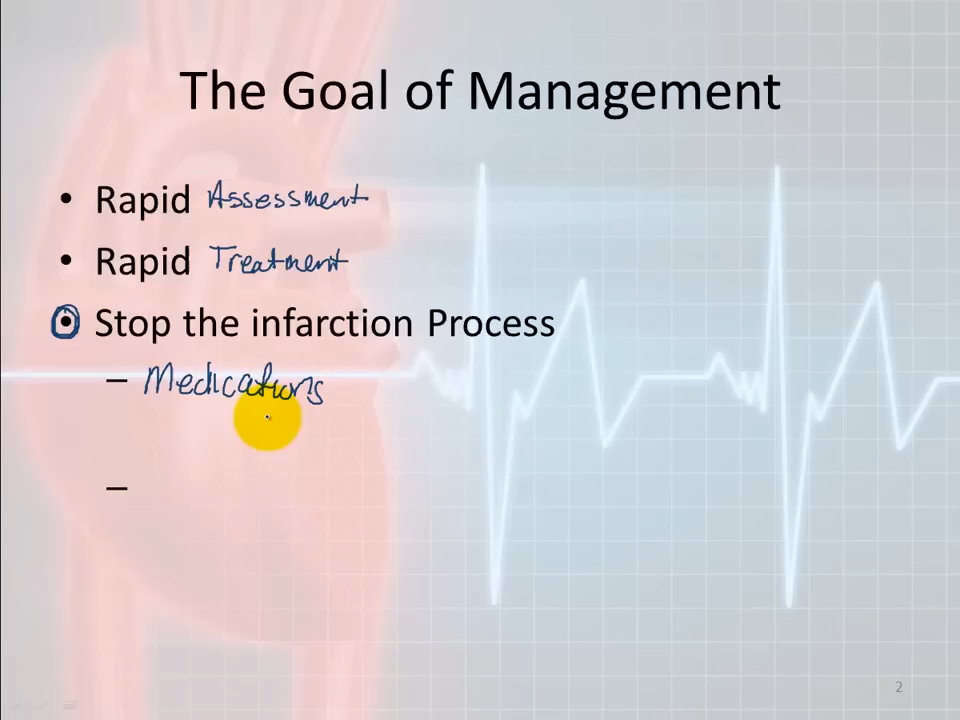 The Goal of Management
• Rapid Assessment
• Rapid Treatment
• Stop the infarction Process
– Medications
–
2